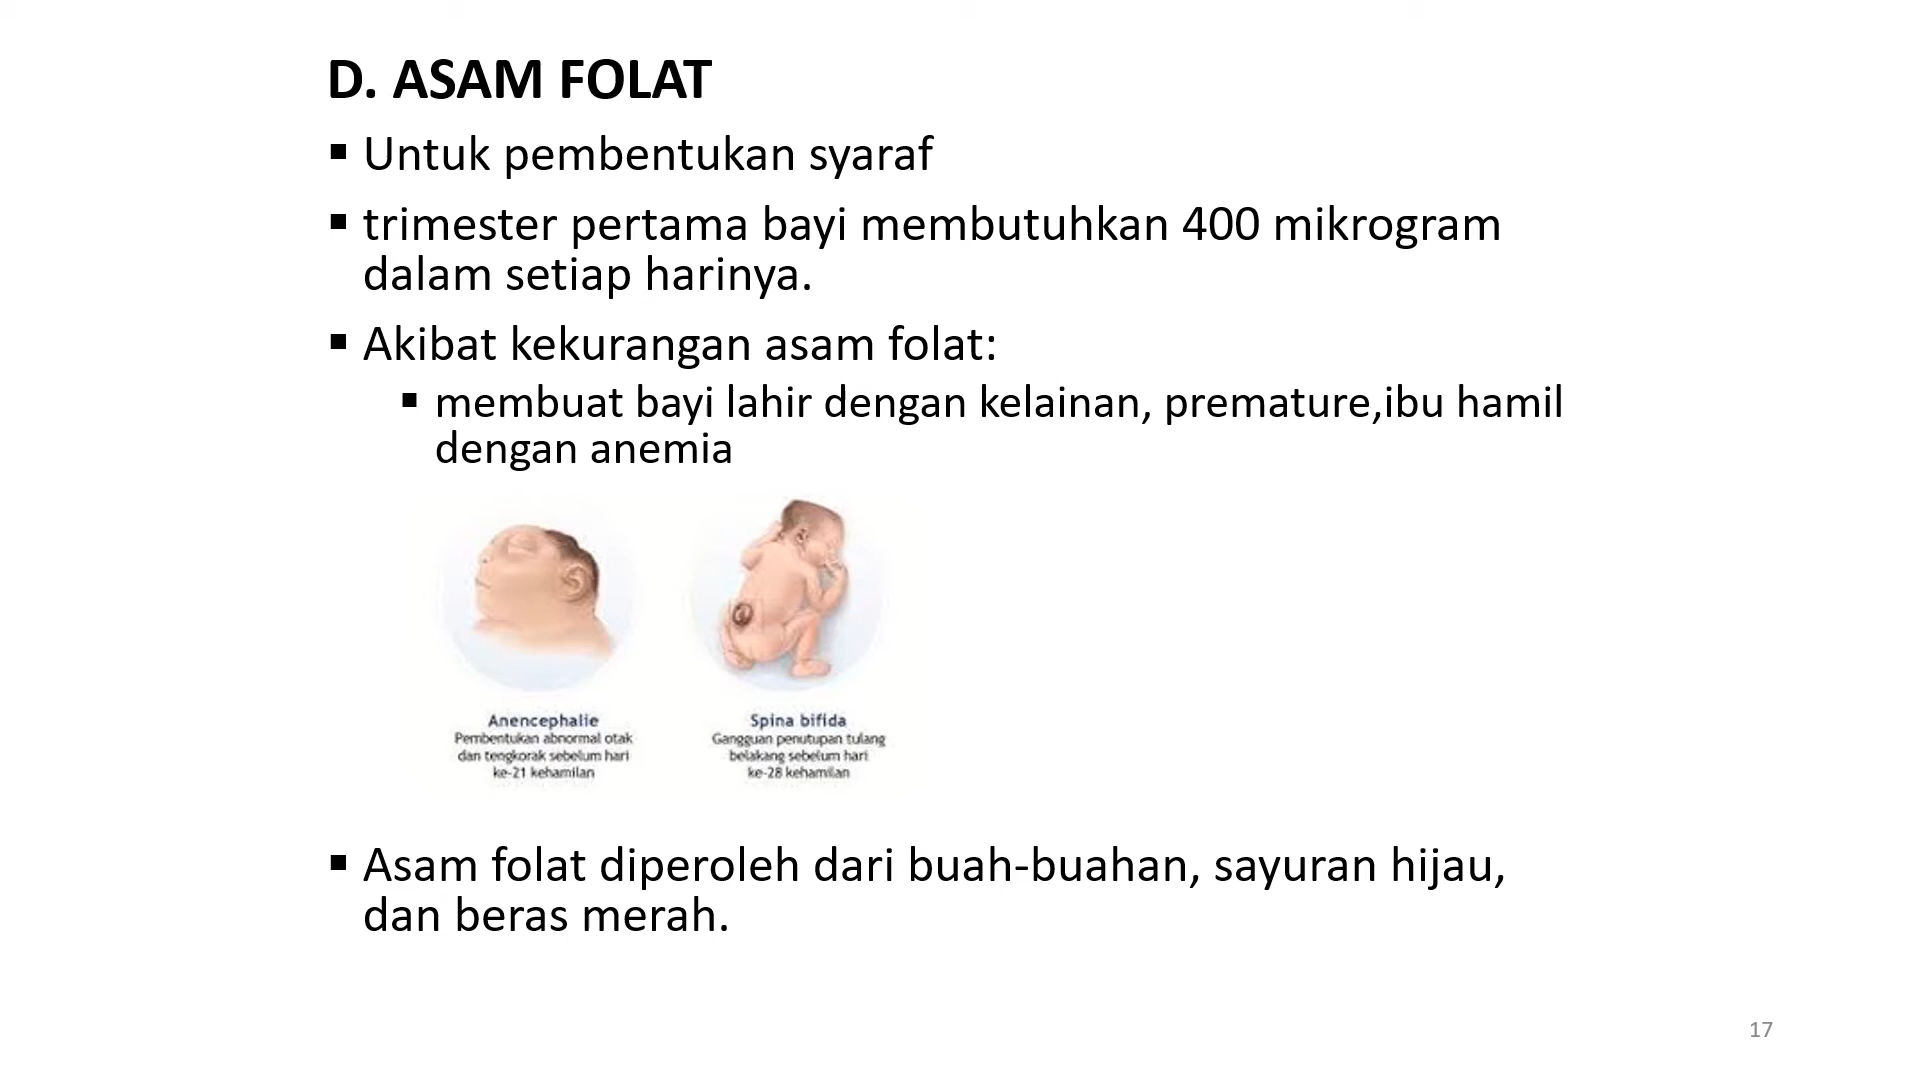 D. ASAM FOLAT
▪ Untuk pembentukan syaraf
▪ trimester pertama bayi membutuhkan 400 mikrogram
dalam setiap harinya.
▪ Akibat kekurangan asam folat:
▪ membuat bayi lahir dengan kelainan, premature,ibu hamil
dengan anemia
Anencephalie
Pembentukan abnormal otak
dan tengkorak sebelum hari
ke-21 kehamilan
Spina bifida
Gangguan penutupan tulang
belakang sebelum hari
ke-28 kehamilan
▪ Asam folat diperoleh dari buah-buahan, sayuran hijau,
dan beras merah.
17